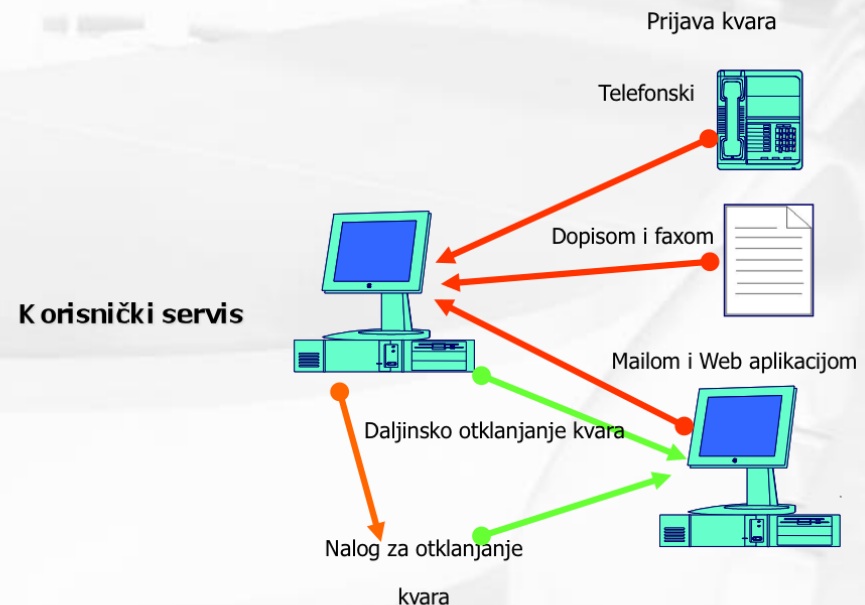 Prijava kvara
Telefonski
Dopisom i faxom
Korisnički servis
Mailom i Web aplikacijom
Daljinsko otklanjanje kvara
Nalog za otklanjanje
kvara